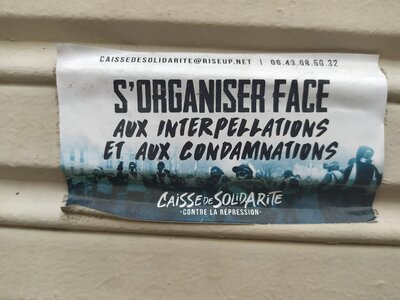 CAISSEDESOLIDARITE@RISEUP.NET | 06.43.08.50.32
S'ORGANISER FACE
AUX INTERPELLATIONS
ET AUX CONDAMNATIONS
CAISSE DE SOLIDARITE
-CONTRE LA RÉPRESSION-